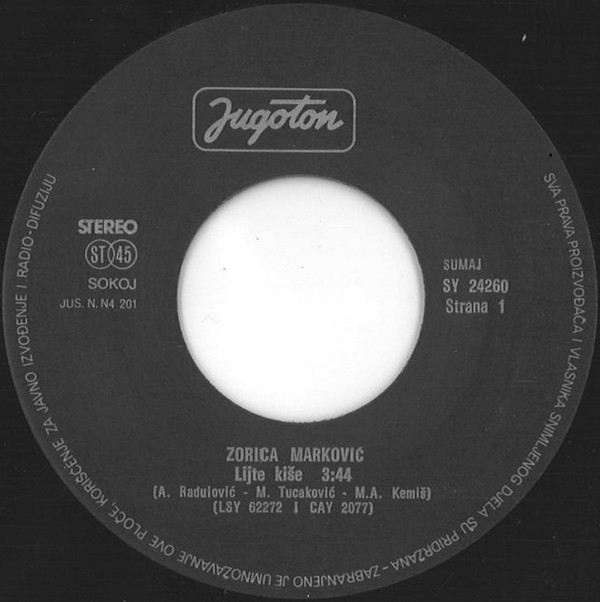 Jugoton
STEREO
ST 45
SOKOJ
JUS. N. N4 201
SUMAJ
SY 24260
Strana 1
ZORICA MARKOVIĆ
Lijte kiše 3:44
(A. Radulović - M. Tucaković - M.A. Kemiš)
(LSY 62272 I CAY 2077)
SVA PRAVA PROIZVOĐAČA I VLASNIKA SNIMLJENOG DJELA SU PRIDRŽANA - ZABRANJENO JE UMNOŽAVANJE OVE PLOČE, KORIŠĆENJE ZA JAVNO IZVOĐENJE I RADIO-DIFUZIJU